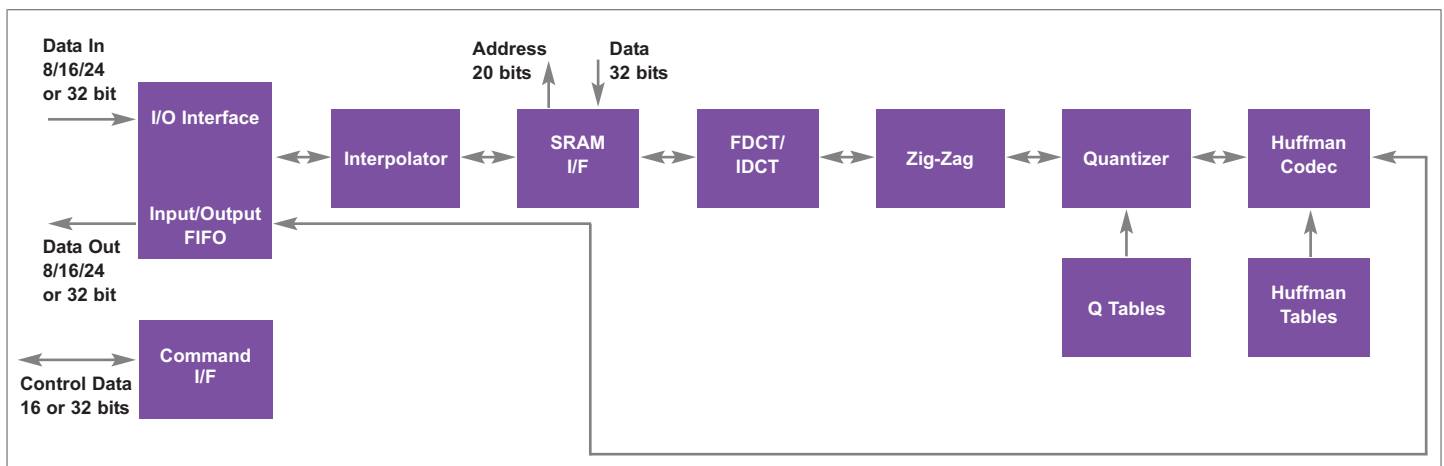 Data In
8/16/24
or 32 bit
I/O Interface
Input/Output
FIFO
Data Out
8/16/24
or 32 bit
Interpolator
Address
20 bits
Data
32 bits
SRAM
I/F
FDCT/
IDCT
Zig-Zag
Quantizer
Huffman
Codec
Q Tables
Huffman
Tables
Command
I/F
Control Data
16 or 32 bits